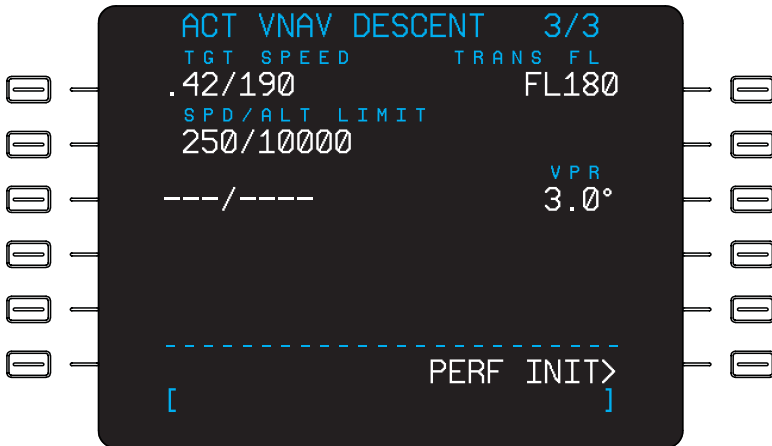 ACT VNAV DESCENT 3/3
TGT SPEED TRANS FL
.42/190 FL180
SPD/ALT LIMIT
250/10000
VPR
---/---- 3.0°
------------------------
PERF INIT>
[ ]